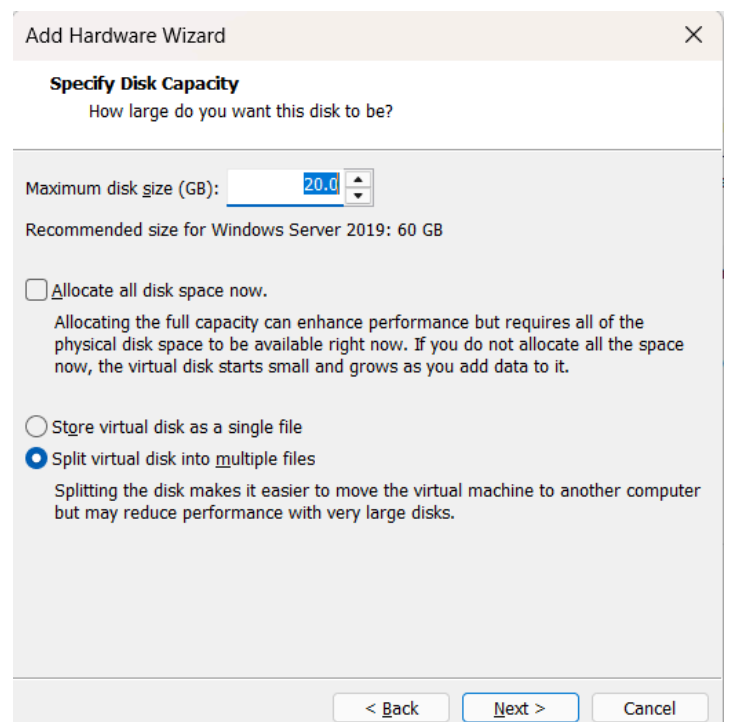 Add Hardware Wizard
Specify Disk Capacity
How large do you want this disk to be?
Maximum disk size (GB): 20.0
Recommended size for Windows Server 2019: 60 GB
Allocate all disk space now.
Allocating the full capacity can enhance performance but requires all of the
physical disk space to be available right now. If you do not allocate all the space
now, the virtual disk starts small and grows as you add data to it.
Store virtual disk as a single file
Split virtual disk into multiple files
Splitting the disk makes it easier to move the virtual machine to another computer
but may reduce performance with very large disks.
< Back Next > Cancel